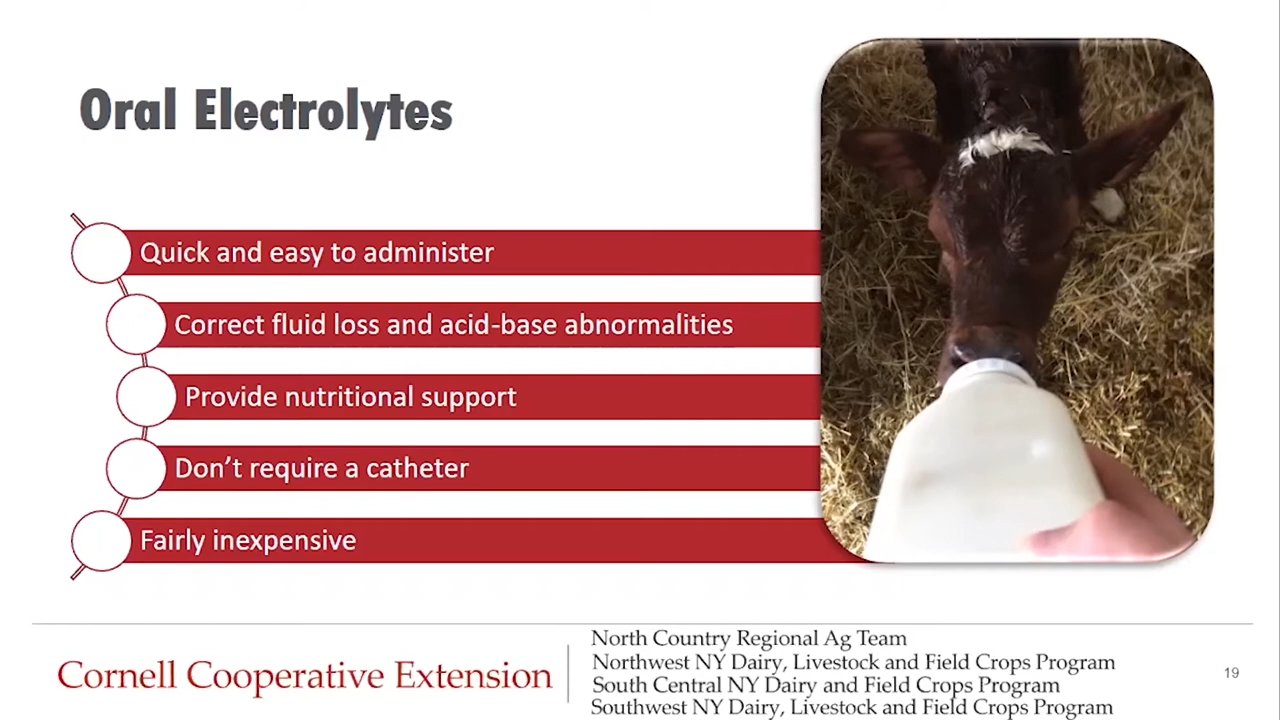 Oral Electrolytes
Quick and easy to administer
Correct fluid loss and acid-base abnormalities
Provide nutritional support
Don’t require a catheter
Fairly inexpensive
Cornell Cooperative Extension
North Country Regional Ag Team
Northwest NY Dairy, Livestock and Field Crops Program
South Central NY Dairy and Field Crops Program
Southwest NY Dairy, Livestock and Field Crops Program
19